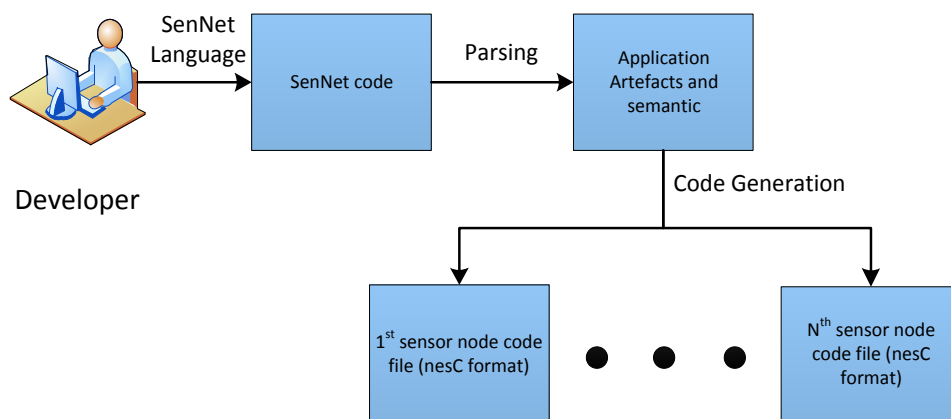 SenNet
Language
SenNet code
Parsing
Application
Artefacts and
semantic
Developer
Code Generation
1st sensor node code
file (nesC format)
Nth sensor node
code file (nesC
format)